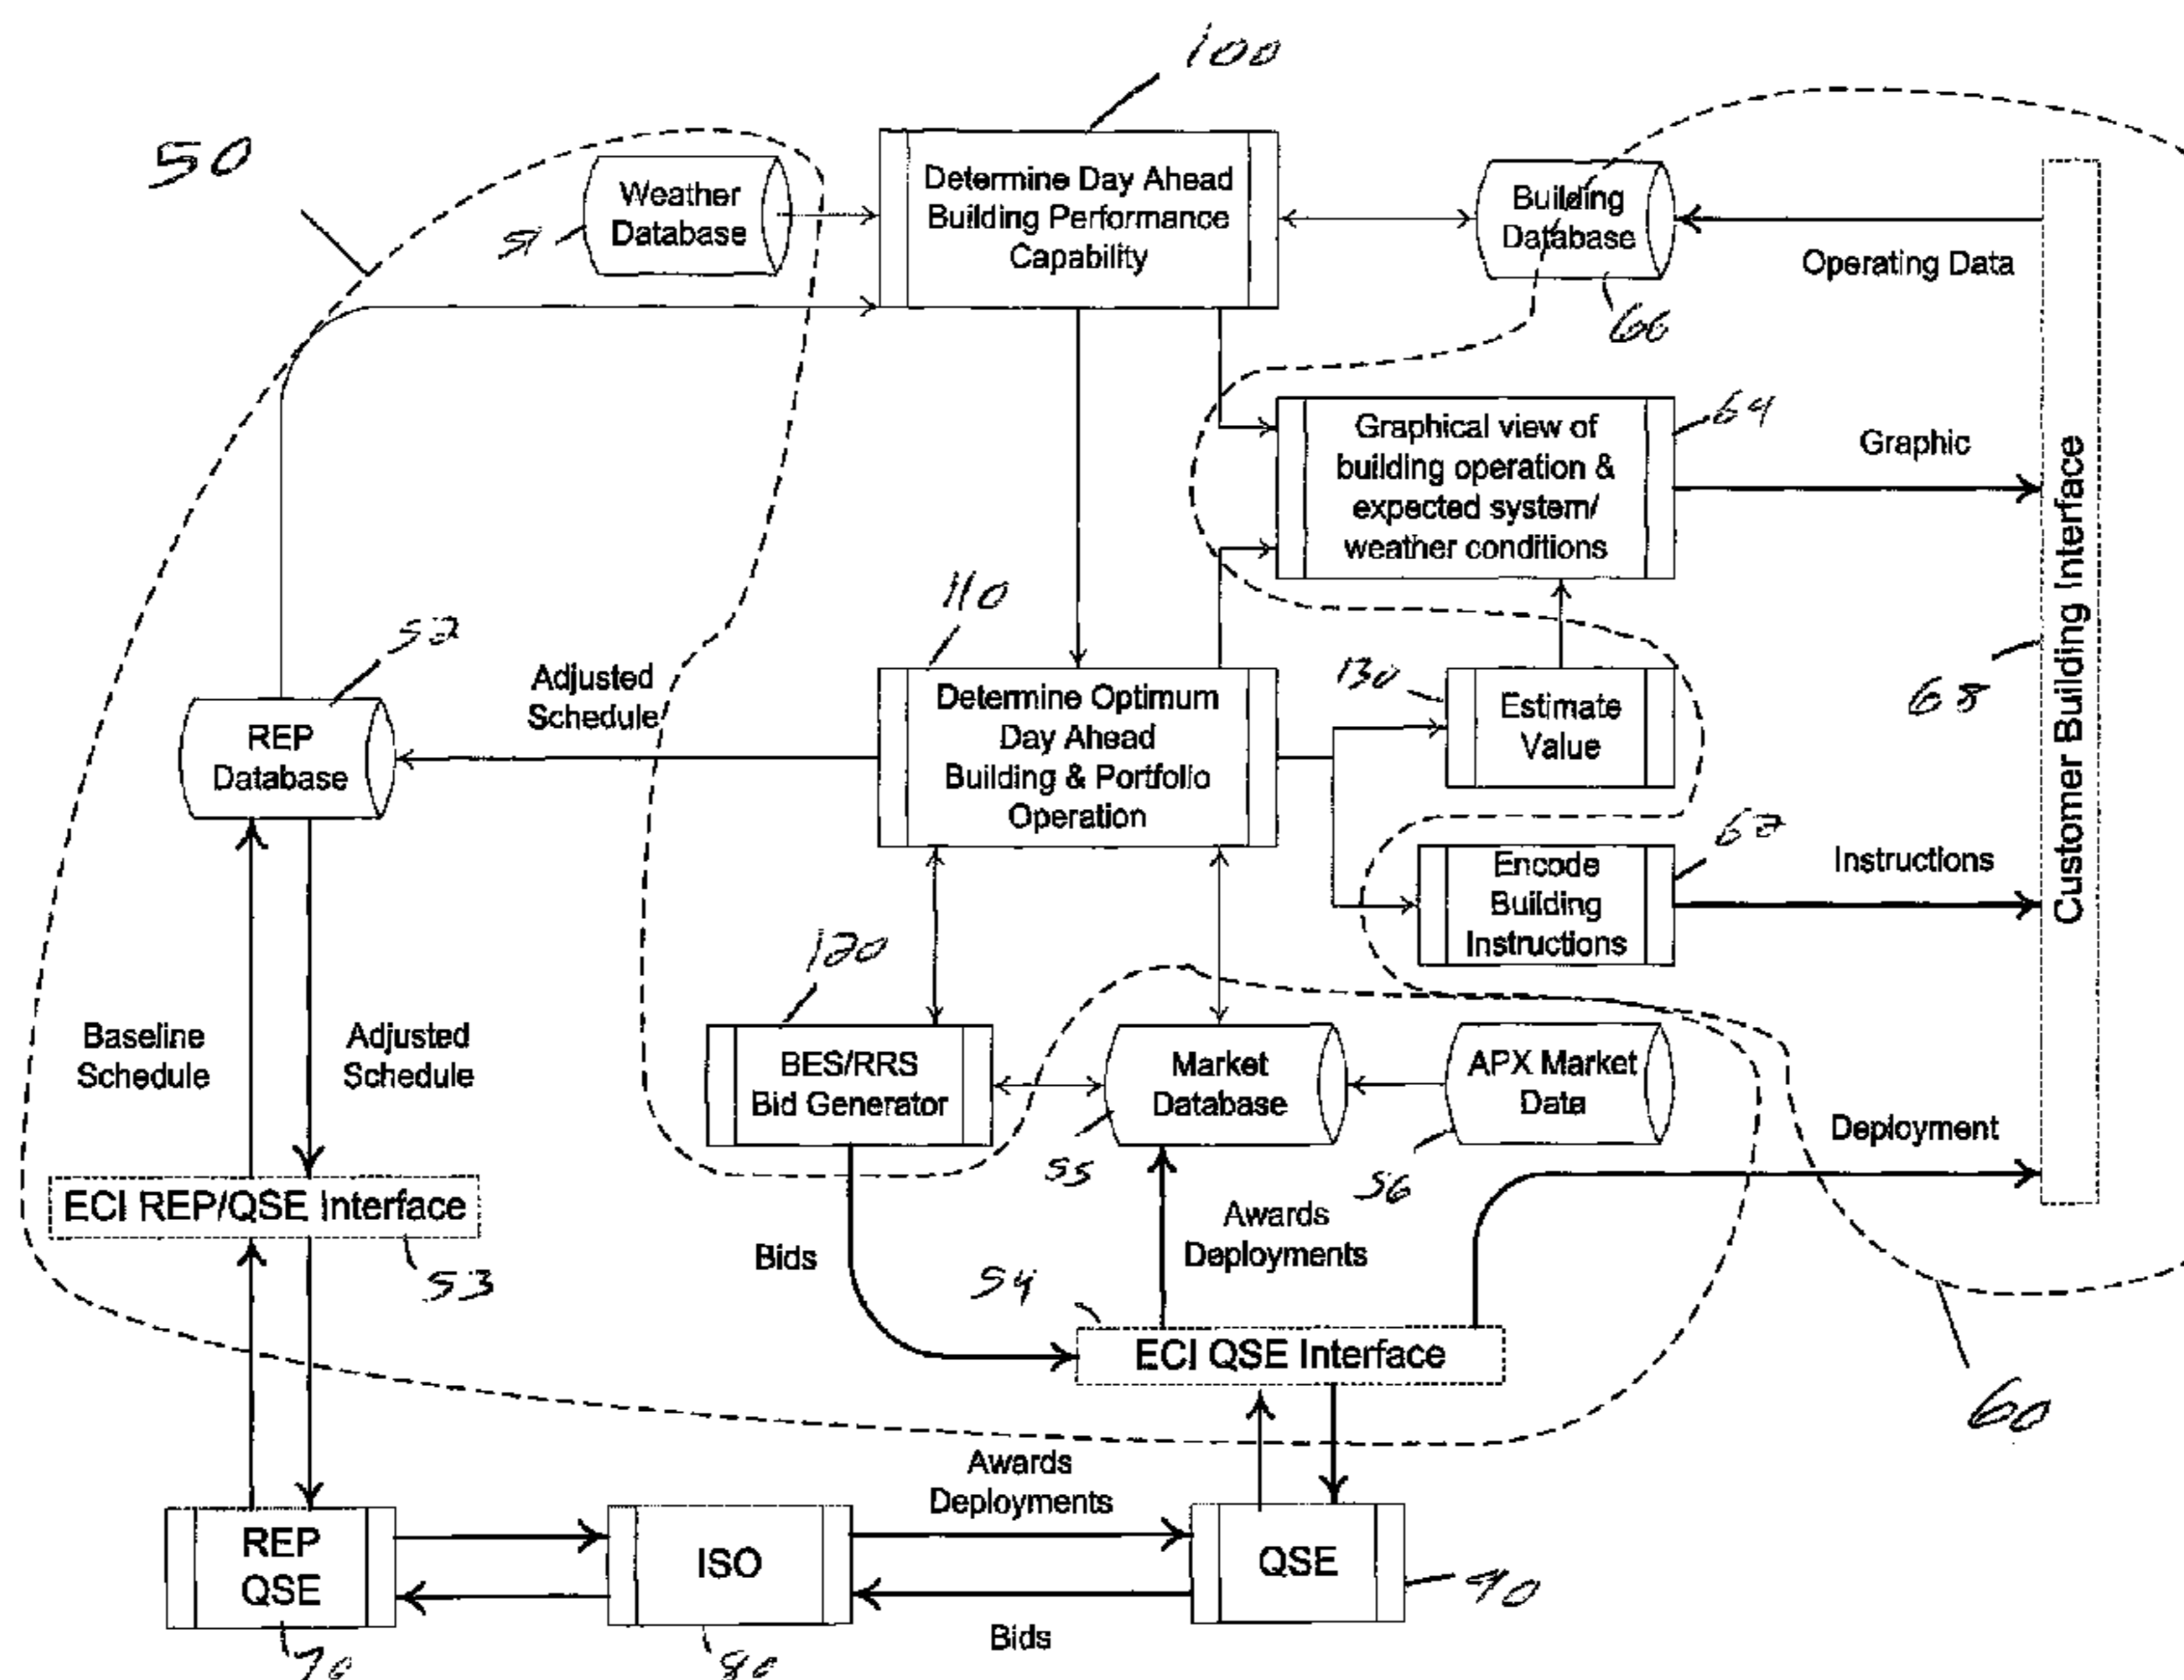 100
50
Weather
Database
51
Determine Day Ahead
Building Performance
Capability
Building
Database
66
Operating Data
Graphical view of
building operation &
expected system/
weather conditions
64
Graphic
Customer Building Interface
68
52
REP
Database
Adjusted
Schedule
110
Determine Optimum
Day Ahead
Building & Portfolio
Operation
130
Estimate
Value
62
Encode
Building
Instructions
Instructions
120
BES/RRS
Bid Generator
Market
Database
55
APX Market
Data
56
Baseline
Schedule
Adjusted
Schedule
Deployment
ECI REP/QSE Interface
53
Bids
Awards
Deployments
54
ECI QSE Interface
60
Awards
Deployments
REP
QSE
70
ISO
80
QSE
90
Bids